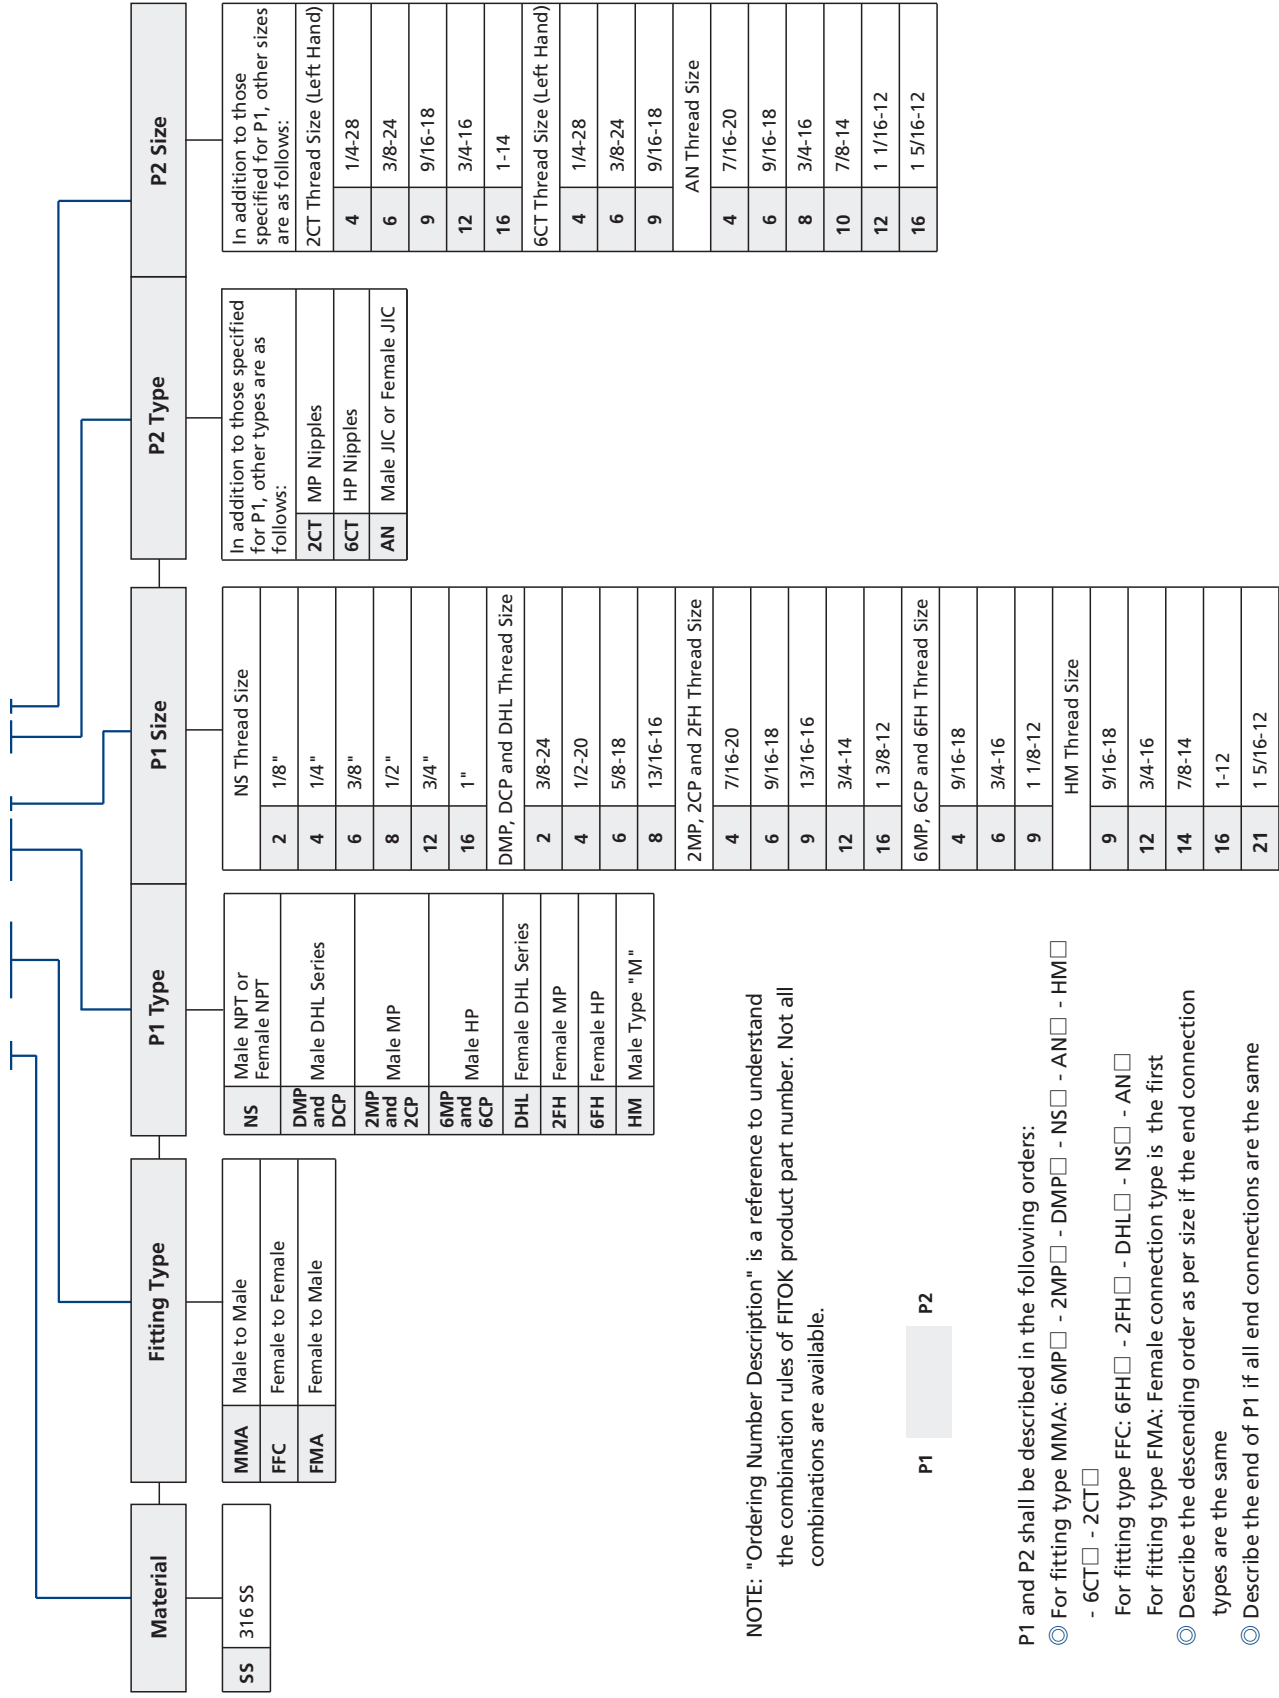 Material
SS 316 SS
Fitting Type
MMA Male to Male
FFC Female to Female
FMA Female to Male
P1 Type
NS Male NPT or
Female NPT
DMP
and
DCP Male DHL Series
2MP
and
2CP Male MP
6MP
and
6CP Male HP
DHL Female DHL Series
2FH Female MP
6FH Female HP
HM Male Type "M"
P1 Size
NS Thread Size
2 1/8"
4 1/4"
6 3/8"
8 1/2"
12 3/4"
16 1"
DMP, DCP and DHL Thread Size
2 3/8-24
4 1/2-20
6 5/8-18
8 13/16-16
2MP, 2CP and 2FH Thread Size
4 7/16-20
6 9/16-18
9 13/16-16
12 3/4-14
16 1 3/8-12
6MP, 6CP and 6FH Thread Size
4 9/16-18
6 3/4-16
9 1 1/8-12
HM Thread Size
9 9/16-18
12 3/4-16
14 7/8-14
16 1-12
21 1 5/16-12
P2 Type
In addition to those specified
for P1, other types are as
follows:
2CT MP Nipples
6CT HP Nipples
AN Male JIC or Female JIC
P2 Size
In addition to those
specified for P1, other sizes
are as follows:
2CT Thread Size (Left Hand)
4 1/4-28
6 3/8-24
9 9/16-18
12 3/4-16
16 1-14
6CT Thread Size (Left Hand)
4 1/4-28
6 3/8-24
9 9/16-18
AN Thread Size
4 7/16-20
6 9/16-18
8 3/4-16
10 7/8-14
12 1 1/16-12
16 1 5/16-12
NOTE: "Ordering Number Description" is a reference to understand
the combination rules of FITOK product part number. Not all
combinations are available.
P1 P2
P1 and P2 shall be described in the following orders:
◎ For fitting type MMA: 6MP□ - 2MP□ - DMP□ - NS□ - AN□ - HM□
- 6CT□ - 2CT□
For fitting type FFC: 6FH□ - 2FH□ - DHL□ - NS□ - AN□
For fitting type FMA: Female connection type is the first
◎ Describe the descending order as per size if the end connection
types are the same
◎ Describe the end of P1 if all end connections are the same